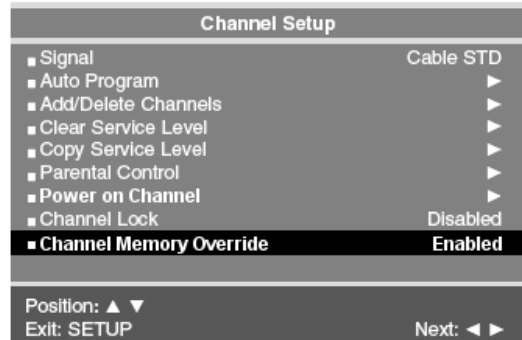 Channel Setup
Signal Cable STD
Auto Program ►
Add/Delete Channels ►
Clear Service Level ►
Copy Service Level ►
Parental Control ►
Power on Channel ►
Channel Lock Disabled
Channel Memory Override Enabled
Position: ▲ ▼
Exit: SETUP Next: ◄ ►